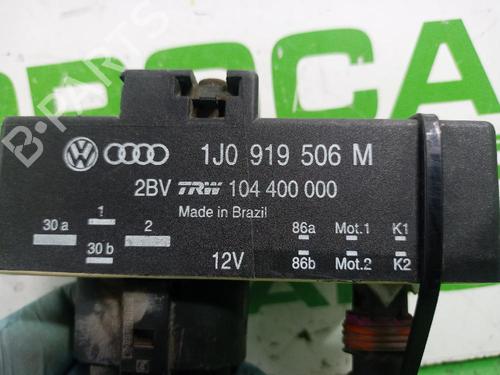 OPOCAR
B-PARTS
1J0 919 506 M
2BV TRW 104 400 000
Made in Brazil
30 a 1 2 86a Mot.1 K1
30 b 12V 86b Mot.2 K2